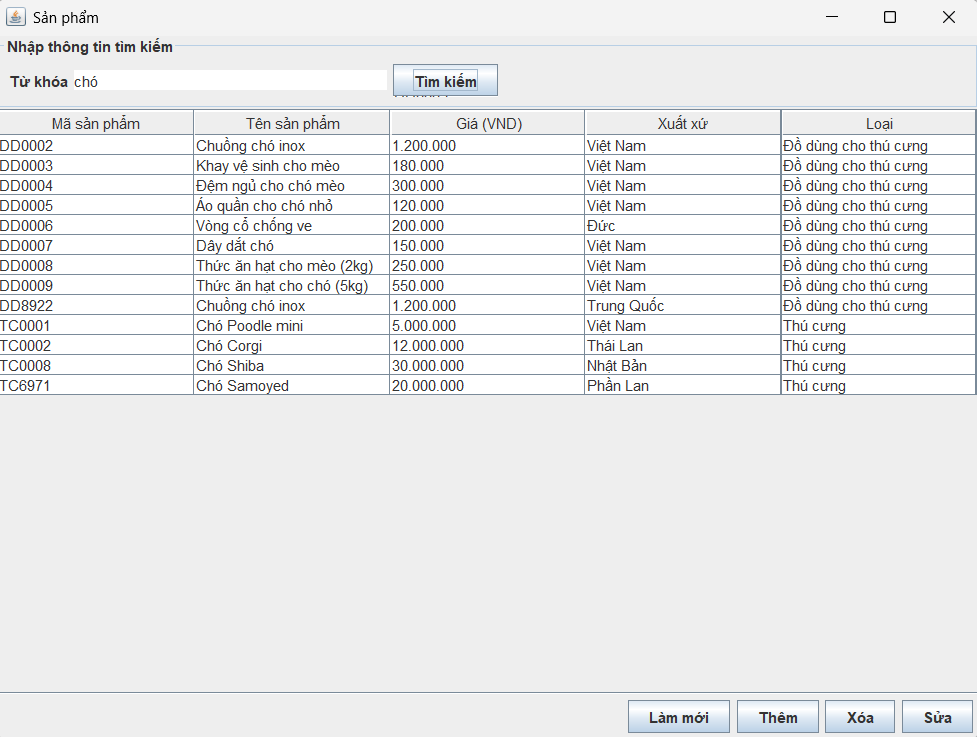 Sản phẩm
Nhập thông tin tìm kiếm
Từ khóa chó Tìm kiếm
Mã sản phẩm Tên sản phẩm Giá (VND) Xuất xứ Loại
DD0002 Chuồng chó inox 1.200.000 Việt Nam Đồ dùng cho thú cưng
DD0003 Khay vệ sinh cho mèo 180.000 Việt Nam Đồ dùng cho thú cưng
DD0004 Đệm ngủ cho chó mèo 300.000 Việt Nam Đồ dùng cho thú cưng
DD0005 Áo quần cho chó nhỏ 120.000 Việt Nam Đồ dùng cho thú cưng
DD0006 Vòng cổ chống ve 200.000 Đức Đồ dùng cho thú cưng
DD0007 Dây dắt chó 150.000 Việt Nam Đồ dùng cho thú cưng
DD0008 Thức ăn hạt cho mèo (2kg) 250.000 Việt Nam Đồ dùng cho thú cưng
DD0009 Thức ăn hạt cho chó (5kg) 550.000 Việt Nam Đồ dùng cho thú cưng
DD8922 Chuồng chó inox 1.200.000 Trung Quốc Đồ dùng cho thú cưng
TC0001 Chó Poodle mini 5.000.000 Việt Nam Thú cưng
TC0002 Chó Corgi 12.000.000 Thái Lan Thú cưng
TC0008 Chó Shiba 30.000.000 Nhật Bản Thú cưng
TC6971 Chó Samoyed 20.000.000 Phần Lan Thú cưng
Làm mới Thêm Xóa Sửa